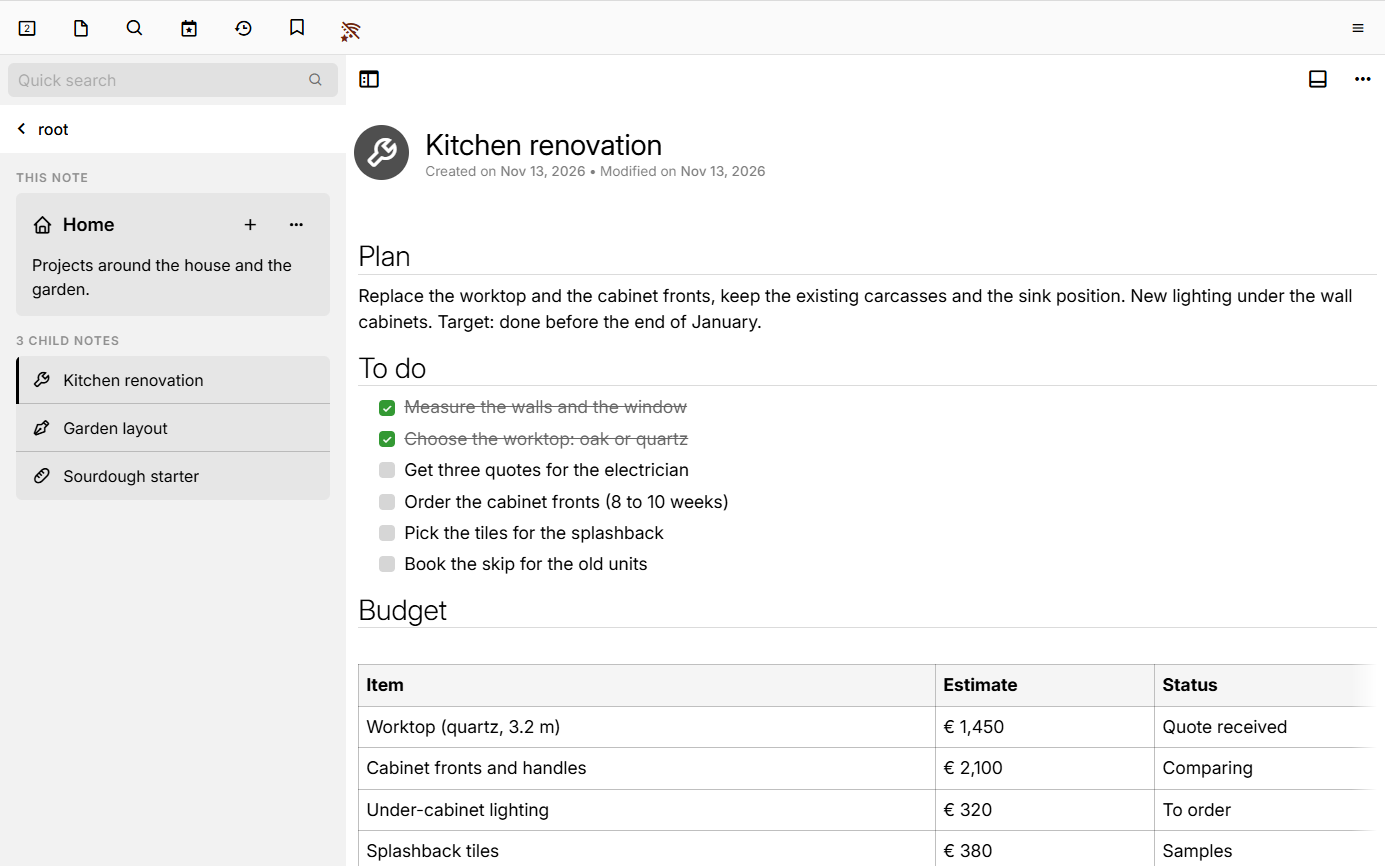 2
Quick search
root
THIS NOTE
Home
Projects around the house and the
garden.
3 CHILD NOTES
Kitchen renovation
Garden layout
Sourdough starter
Kitchen renovation
Created on Nov 13, 2026 • Modified on Nov 13, 2026
Plan
Replace the worktop and the cabinet fronts, keep the existing carcasses and the sink position. New lighting under the wall
cabinets. Target: done before the end of January.
To do
Measure the walls and the window
Choose the worktop: oak or quartz
Get three quotes for the electrician
Order the cabinet fronts (8 to 10 weeks)
Pick the tiles for the splashback
Book the skip for the old units
Budget
Item Estimate Status
Worktop (quartz, 3.2 m) € 1,450 Quote received
Cabinet fronts and handles € 2,100 Comparing
Under-cabinet lighting € 320 To order
Splashback tiles € 380 Samples